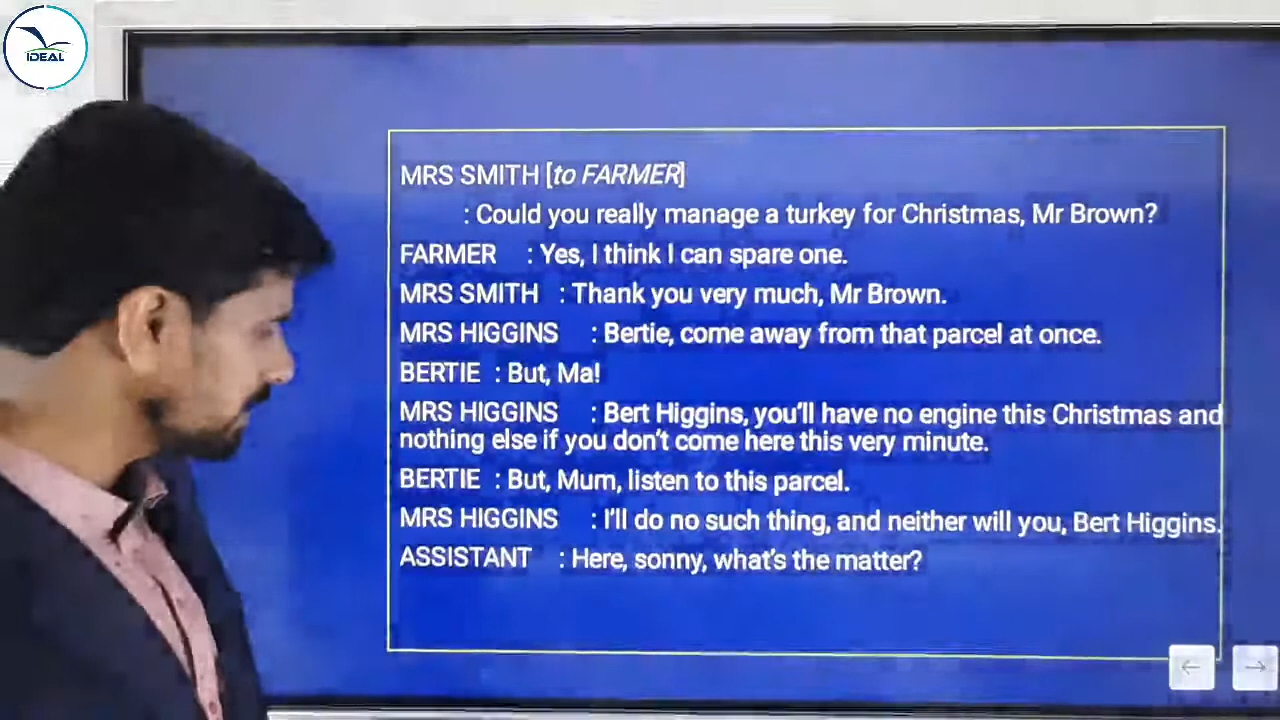 IDEAL
MRS SMITH [to FARMER]
: Could you really manage a turkey for Christmas, Mr Brown?
FARMER : Yes, I think I can spare one.
MRS SMITH : Thank you very much, Mr Brown.
MRS HIGGINS : Bertie, come away from that parcel at once.
BERTIE : But, Ma!
MRS HIGGINS : Bert Higgins, you'll have no engine this Christmas and
nothing else if you don't come here this very minute.
BERTIE : But, Mum, listen to this parcel.
MRS HIGGINS : I'll do no such thing, and neither will you, Bert Higgins.
ASSISTANT : Here, sonny, what's the matter?